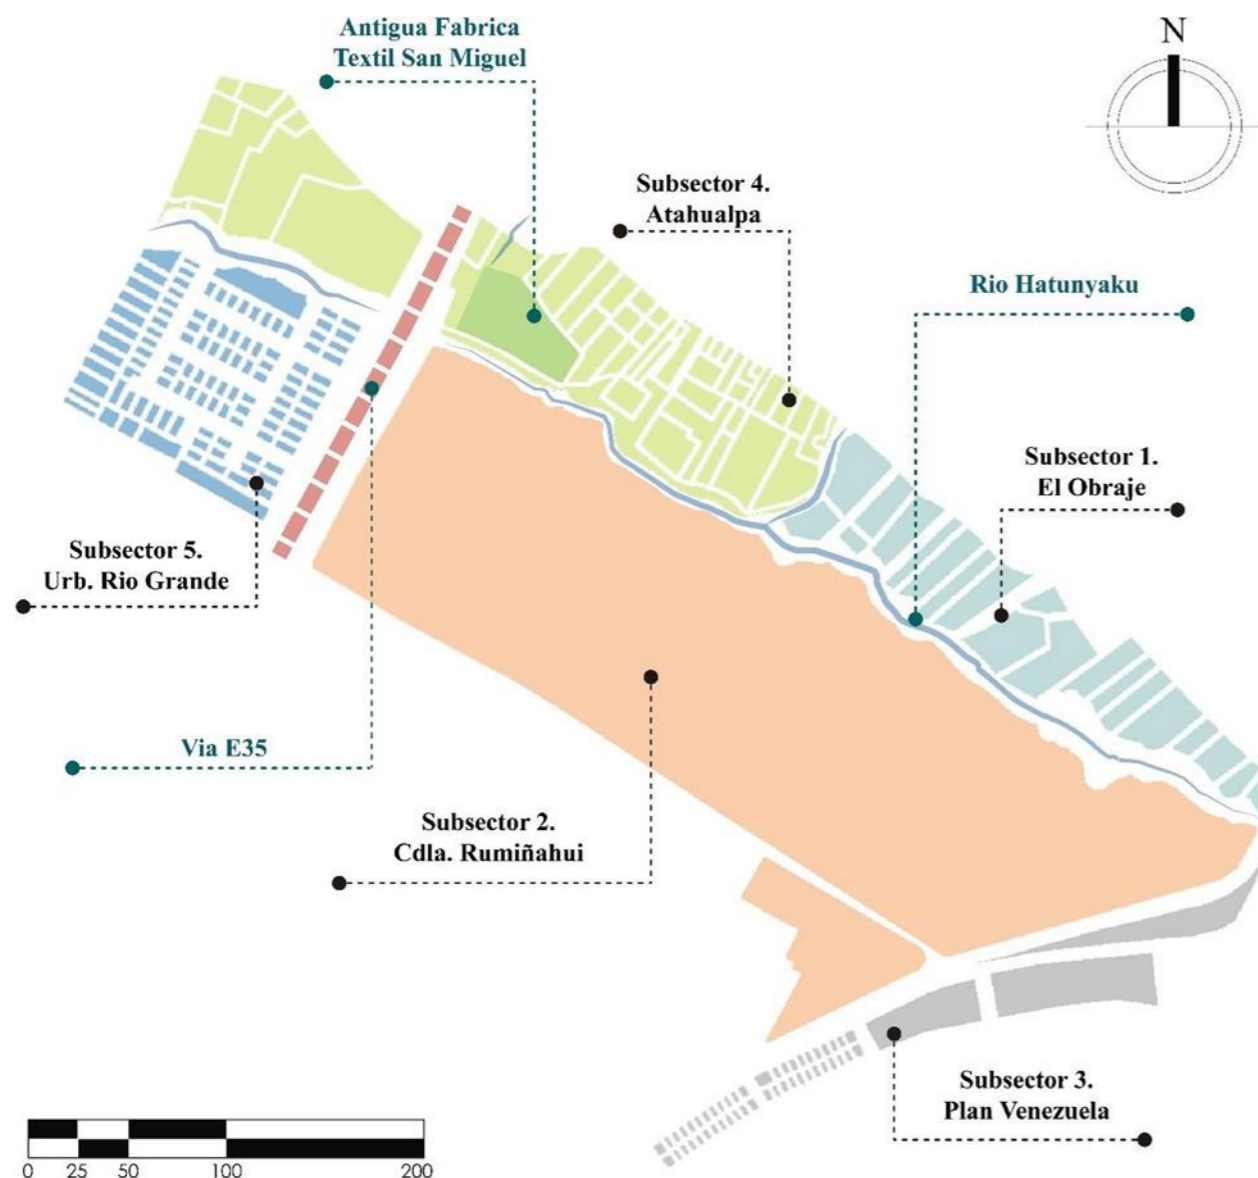 Antigua Fabrica
Textil San Miguel
N
Subsector 4.
Atahualpa
Rio Hatunyaku
Subsector 1.
El Obraje
Subsector 5.
Urb. Rio Grande
Via E35
Subsector 2.
Cdla. Rumiñahui
Subsector 3.
Plan Venezuela
0 25 50 100 200